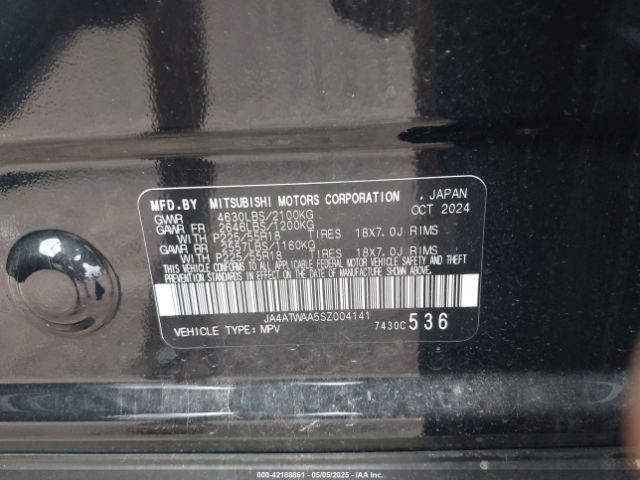 MFD.BY MITSUBISHI MOTORS CORPORATION , JAPAN
GVWR 4630LBS/2100KG OCT 2024
GAWR FR 2646LBS/1200KG
WITH P225/55R18 TIRES 18X7.0J RIMS
GAWR RR 2557LBS/1160KG
WITH P225/55R18 TIRES 18X7.0J RIMS
THIS VEHICLE CONFORMS TO ALL APPLICABLE FEDERAL MOTOR VEHICLE SAFETY AND THEFT
PREVENTION STANDARDS IN EFFECT ON THE DATE OF MANUFACTURE SHOWN ABOVE.
JA4ATWAA5SZ004141
VEHICLE TYPE: MPV 7430C 536
000-42188861 - 05/05/2025 - IAAI.COM